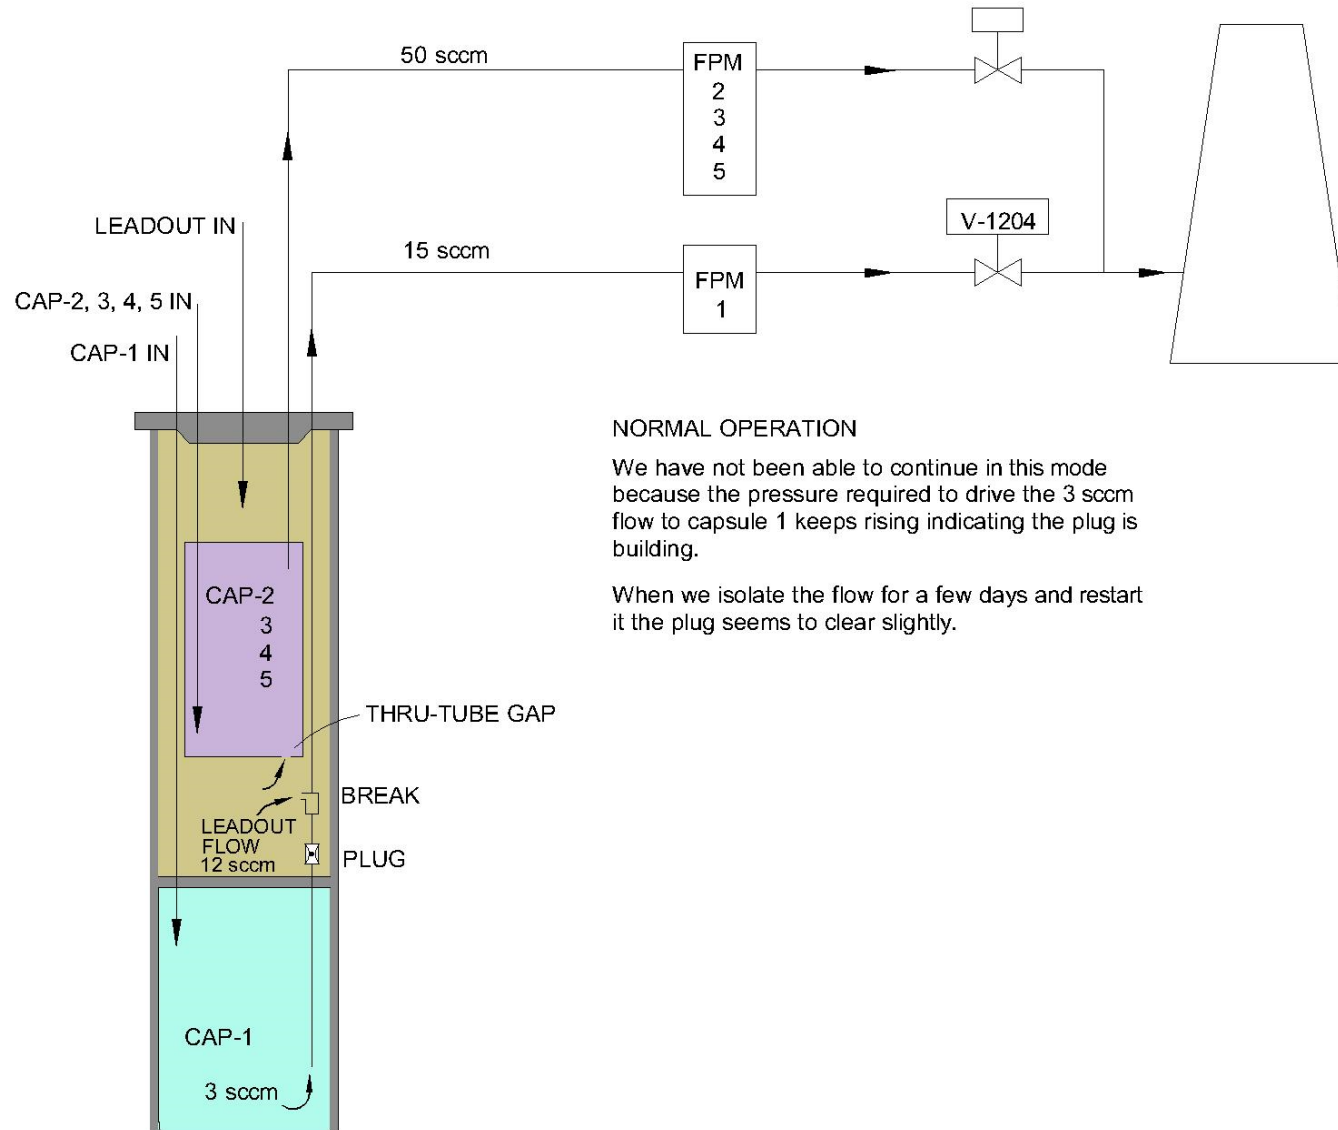 50 sccm
FPM
2
3
4
5
LEADOUT IN
V-1204
15 sccm
FPM
1
CAP-2, 3, 4, 5 IN
CAP-1 IN
NORMAL OPERATION
We have not been able to continue in this mode
because the pressure required to drive the 3 sccm
flow to capsule 1 keeps rising indicating the plug is
building.
When we isolate the flow for a few days and restart
it the plug seems to clear slightly.
CAP-2
3
4
5
THRU-TUBE GAP
BREAK
LEADOUT
FLOW
12 sccm
PLUG
CAP-1
3 sccm